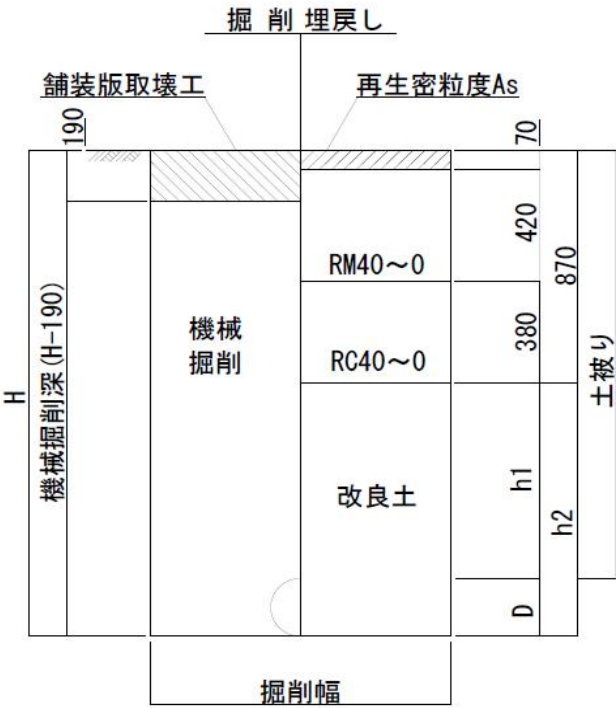 掘 削 埋戻し
舗装版取壊工
再生密粒度As
190
70
420
870
RM40～0
380
RC40～0
機械
掘削
土被り
H
機械掘削深(H-190)
改良土
h1
h2
D
掘削幅